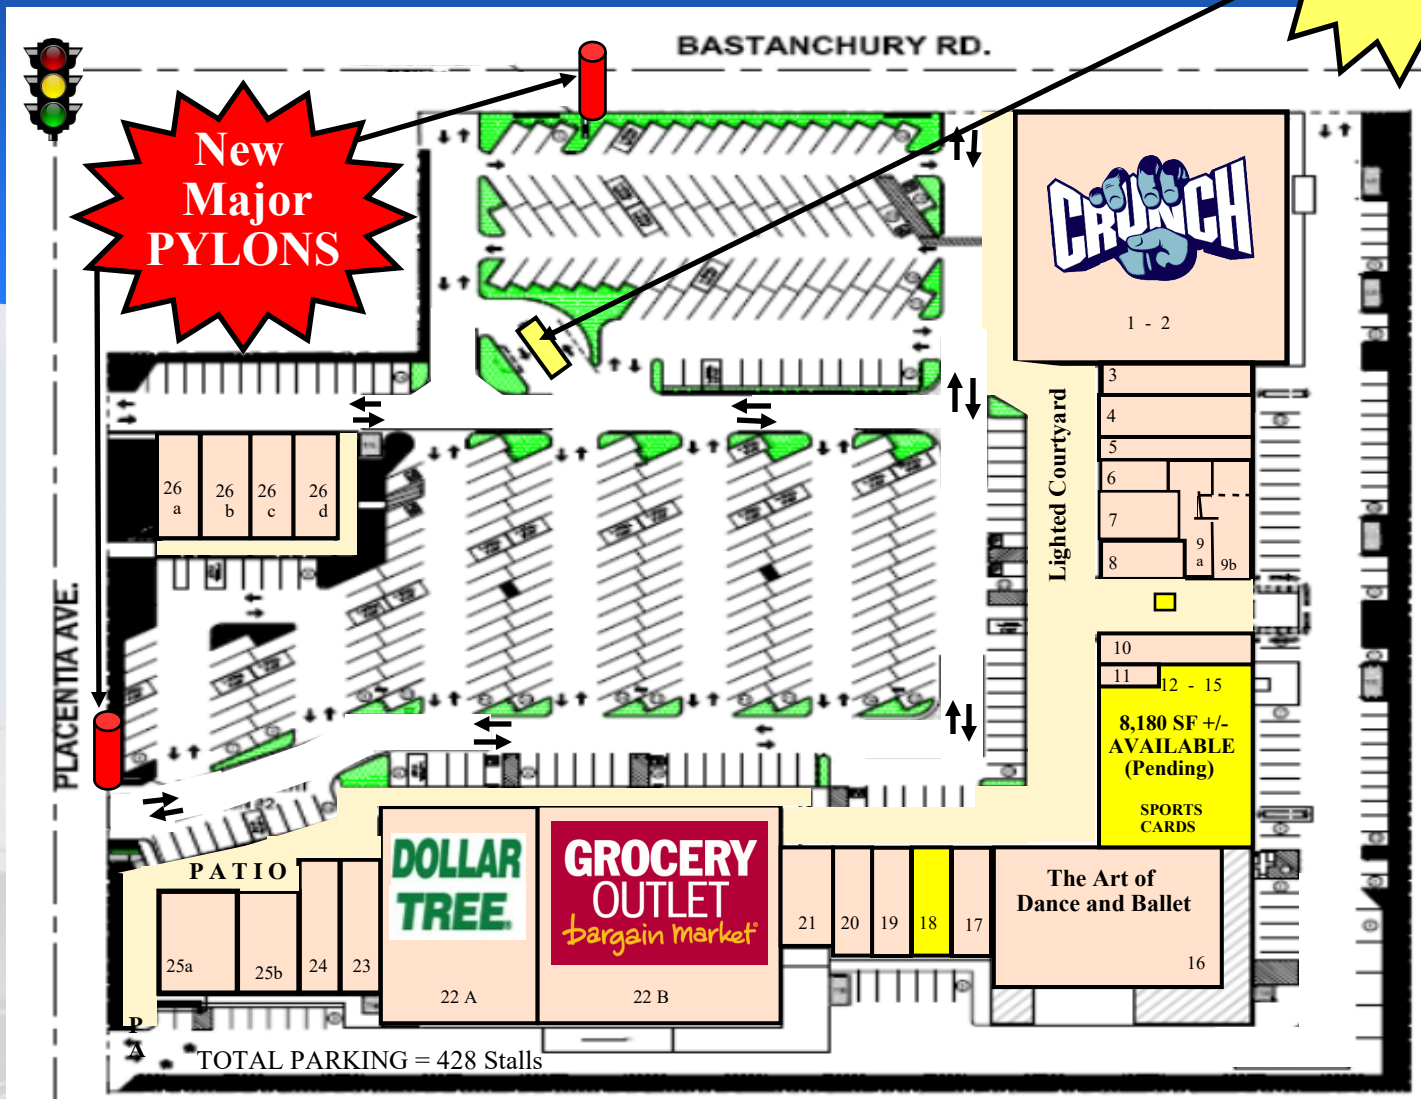 BASTANCHURY RD.
New
Major
PYLONS
CRUNCH
1 - 2
3
4
5
6
7
8
9
a
9b
Lighted Courtyard
26
a
26
b
26
c
26
d
PLACENTIA AVE.
10
11
12 - 15
8,180 SF +/-
AVAILABLE
(Pending)
SPORTS
CARDS
PATIO
DOLLAR
TREE
GROCERY
OUTLET
bargain market
The Art of
Dance and Ballet
16
17
18
19
20
21
22 A
22 B
23
24
25a
25b
P
A
TOTAL PARKING = 428 Stalls